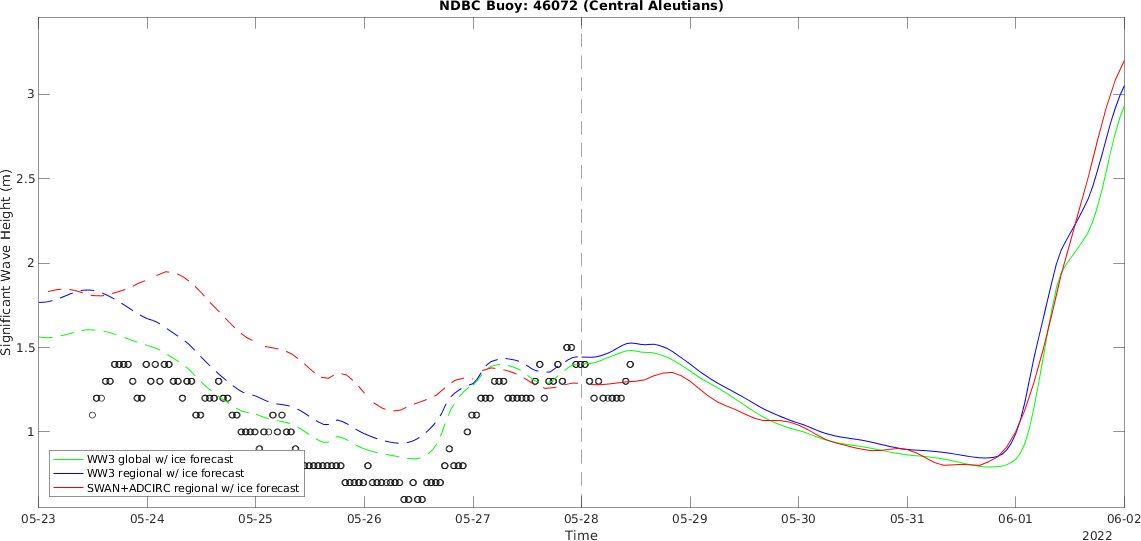 NDBC Buoy: 46072 (Central Aleutians)
3
2.5
2
1.5
1
Significant Wave Height (m)
WW3 global w/ ice forecast
WW3 regional w/ ice forecast
SWAN+ADCIRC regional w/ ice forecast
05-23 05-24 05-25 05-26 05-27 05-28 05-29 05-30 05-31 06-01 06-02
Time
2022